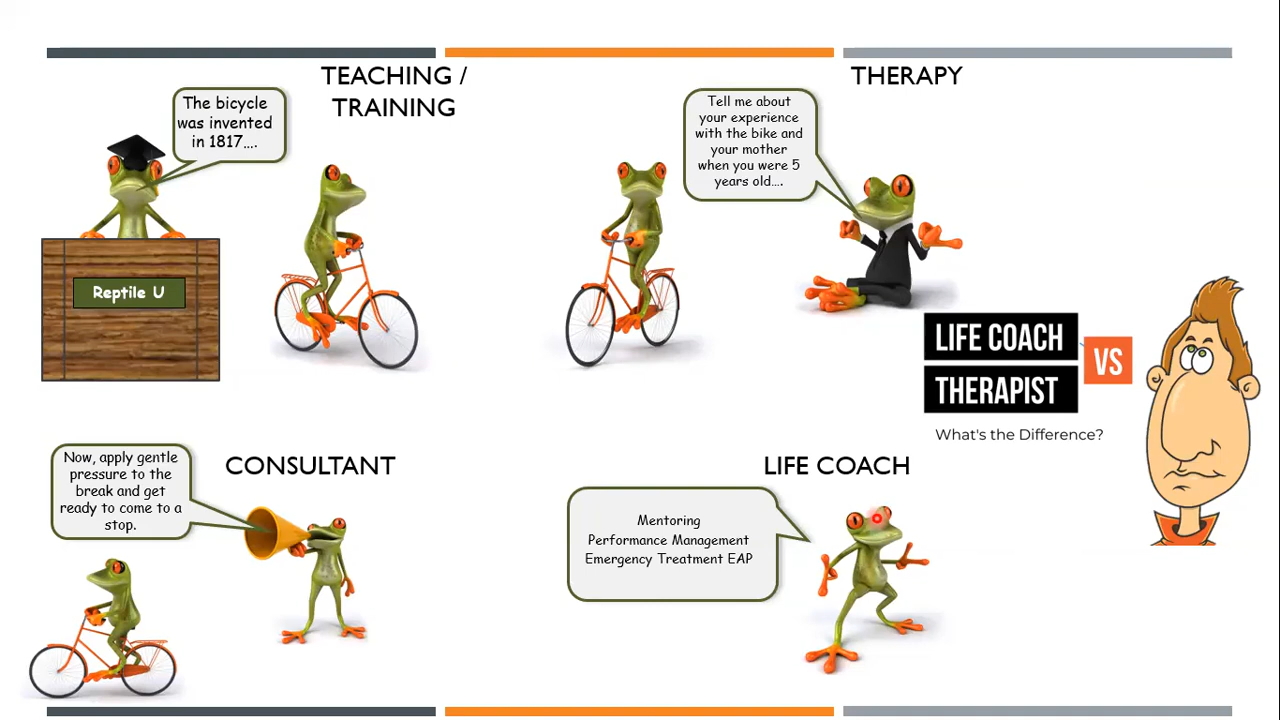 TEACHING /
TRAINING
The bicycle
was invented
in 1817....
Reptile U
THERAPY
Tell me about
your experience
with the bike and
your mother
when you were 5
years old....
LIFE COACH
VS
THERAPIST
What's the Difference?
CONSULTANT
Now, apply gentle
pressure to the
break and get
ready to come to a
stop.
LIFE COACH
Mentoring
Performance Management
Emergency Treatment EAP